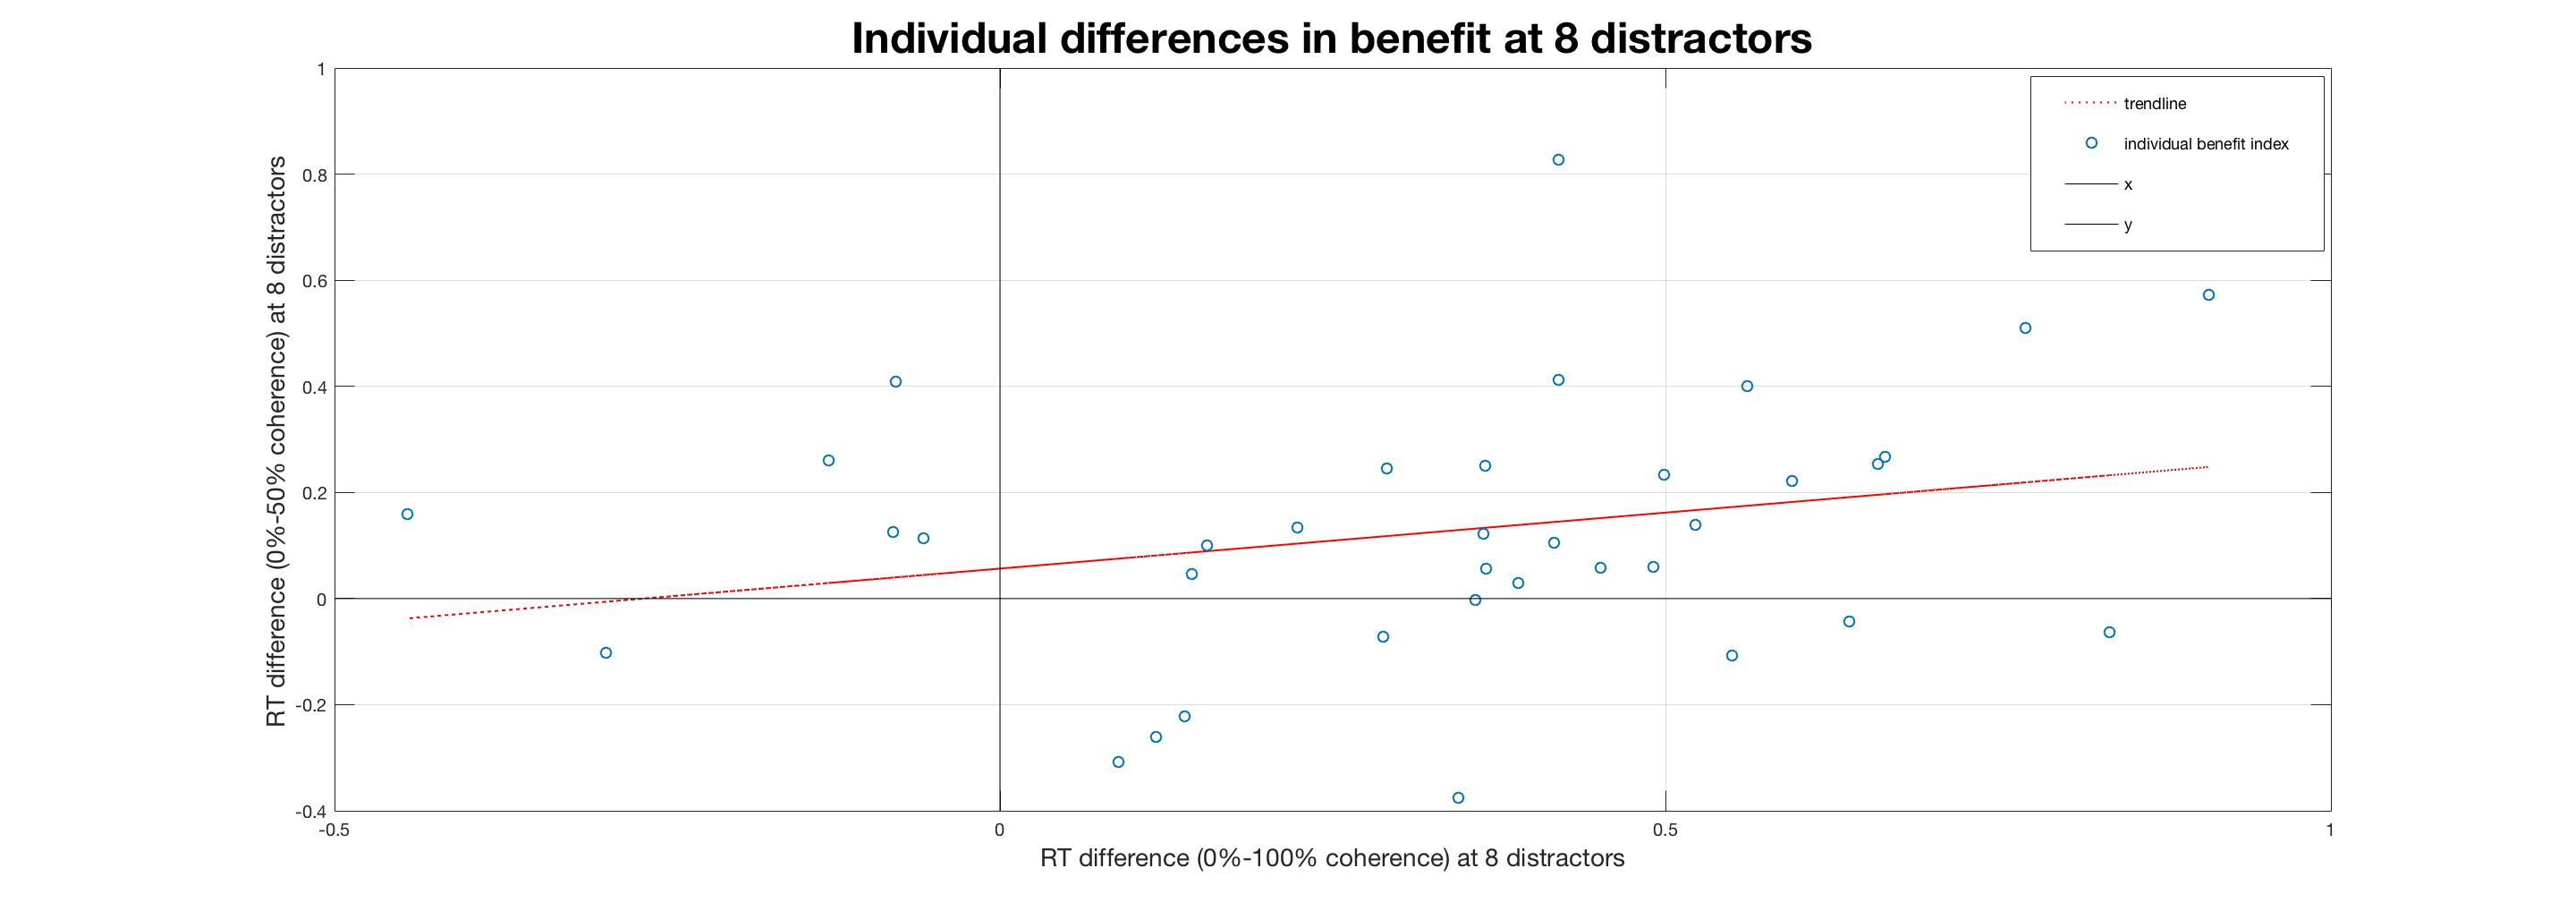 Individual differences in benefit at 8 distractors
1
0.8
0.6
0.4
0.2
0
-0.2
-0.4
RT difference (0%-50% coherence) at 8 distractors
trendline
individual benefit index
x
y
-0.5
0
0.5
1
RT difference (0%-100% coherence) at 8 distractors